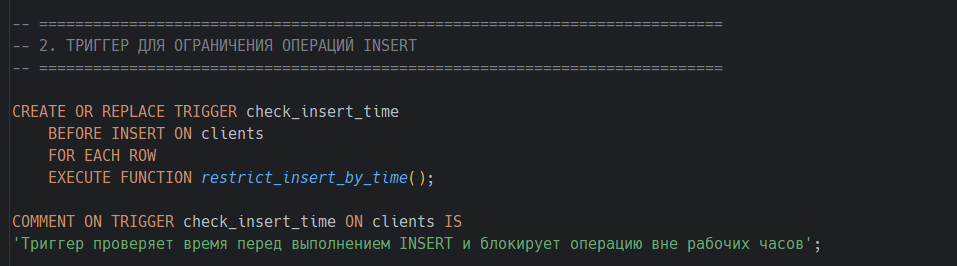 -- ============================================================================
-- 2. ТРИГГЕР ДЛЯ ОГРАНИЧЕНИЯ ОПЕРАЦИЙ INSERT
-- ============================================================================
CREATE OR REPLACE TRIGGER check_insert_time
    BEFORE INSERT ON clients
    FOR EACH ROW
    EXECUTE FUNCTION restrict_insert_by_time();
COMMENT ON TRIGGER check_insert_time ON clients IS
'Триггер проверяет время перед выполнением INSERT и блокирует операцию вне рабочих часов';